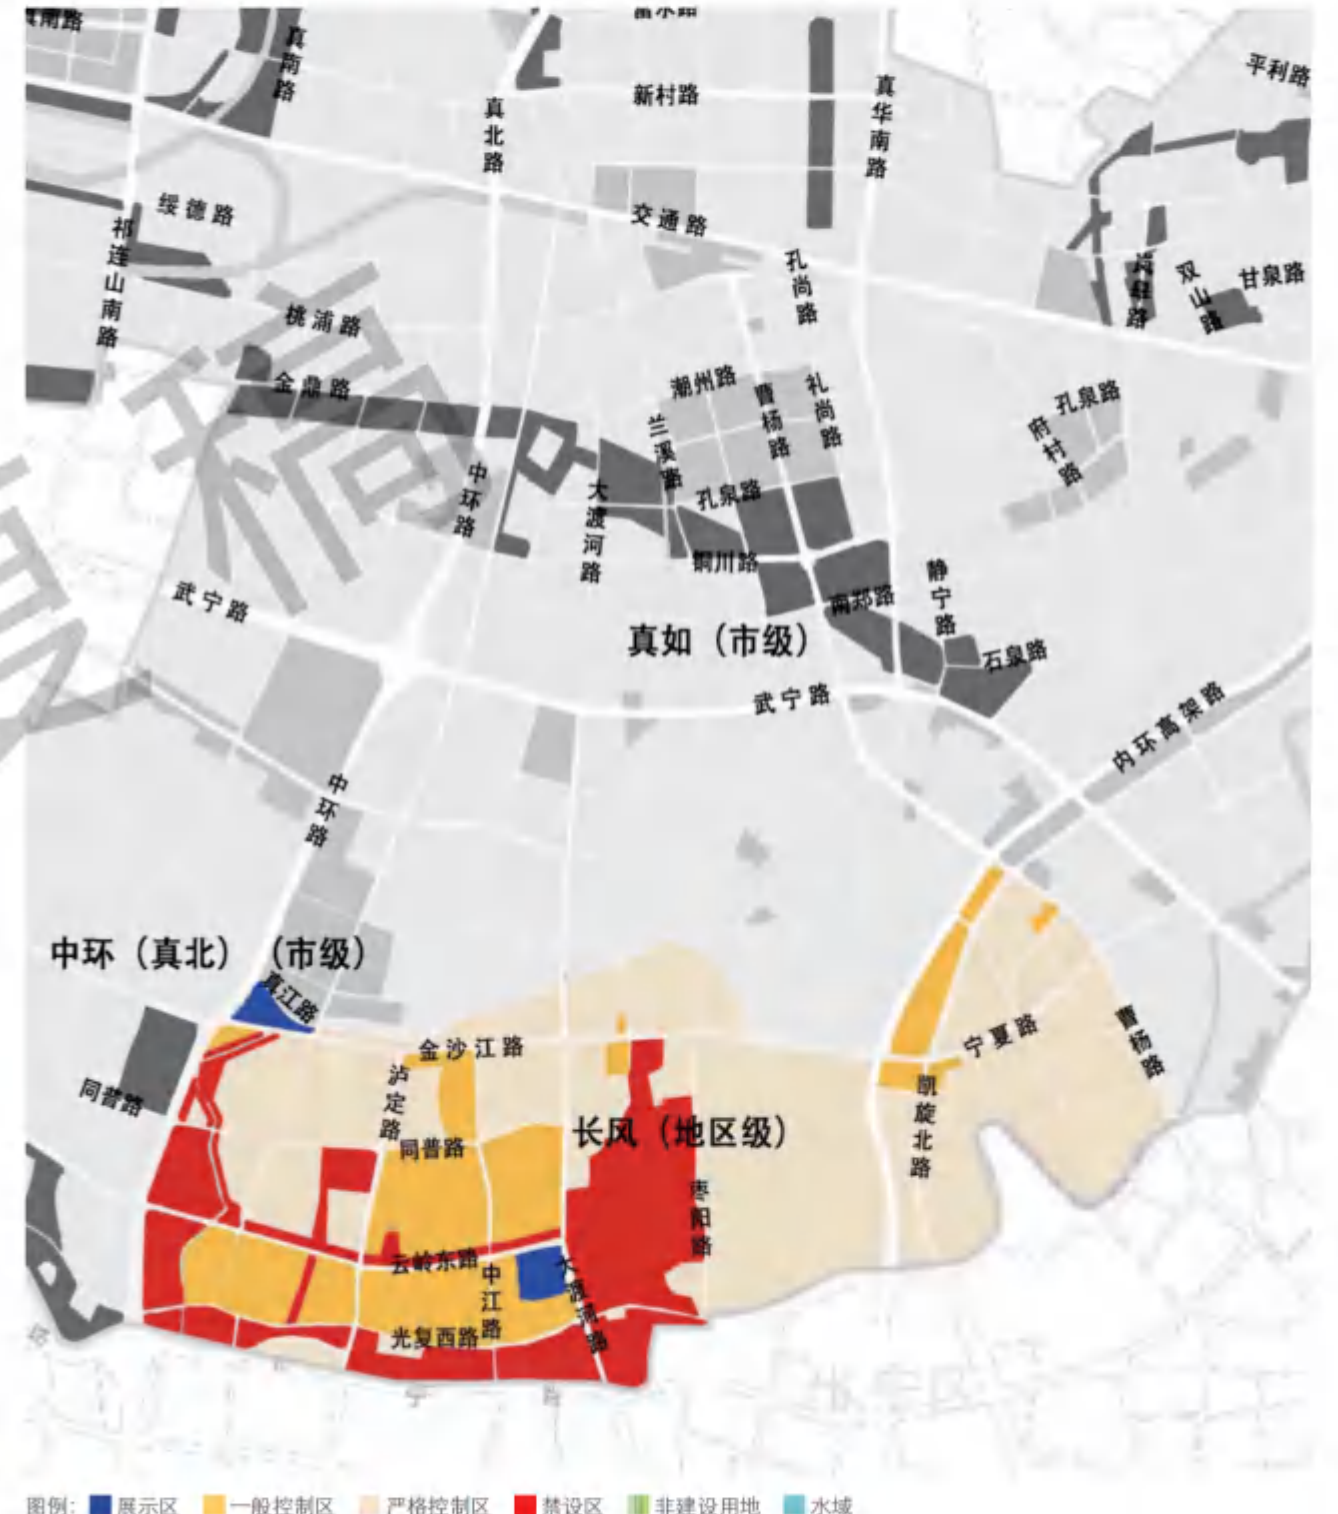 真南路
新村路
平利路
真北路
真华南路
绥德路
交通路
祁连山南路
孔尚路
双山路
甘泉路
桃浦路
金鼎路
潮州路
曹杨路
礼尚路
兰溪路
孔泉路
府村路
中环路
大渡河路
孔泉路
铜川路
静宁路
武宁路
南郑路
真如（市级）
石泉路
武宁路
内环高架路
中环路
中环（真北）（市级）
真江路
金沙江路
宁夏路
曹杨路
同普路
泸定路
凯旋北路
长风（地区级）
同普路
枣阳路
云岭东路
中江路
大渡河路
光复西路
稿
图例： 展示区 一般控制区 严格控制区 禁设区 非建设用地 水域